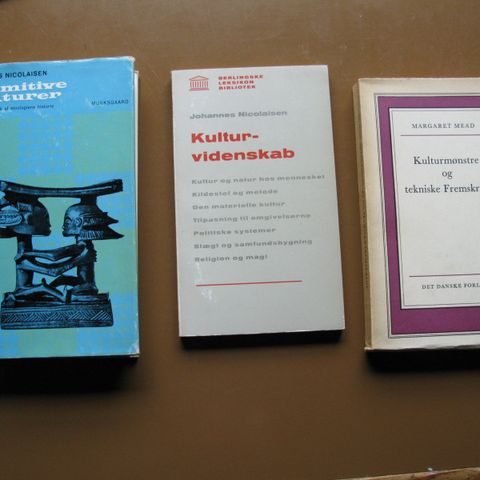 S NICOLAISEN
mitive
turer
af etnologiens historie
MUNKSGAARD
BERLINGSKE
LEKSIKON
BIBLIOTEK
Johannes Nicolaisen
Kultur-
videnskab
Kultur og natur hos mennesket
Kildestof og metode
Den materielle kultur
Tilpasning til omgivelserne
Politiske systemer
Slægt og samfundsbygning
Religion og magi
MARGARET MEAD
Kulturmønstre
og
tekniske Fremskr
DET DANSKE FORL